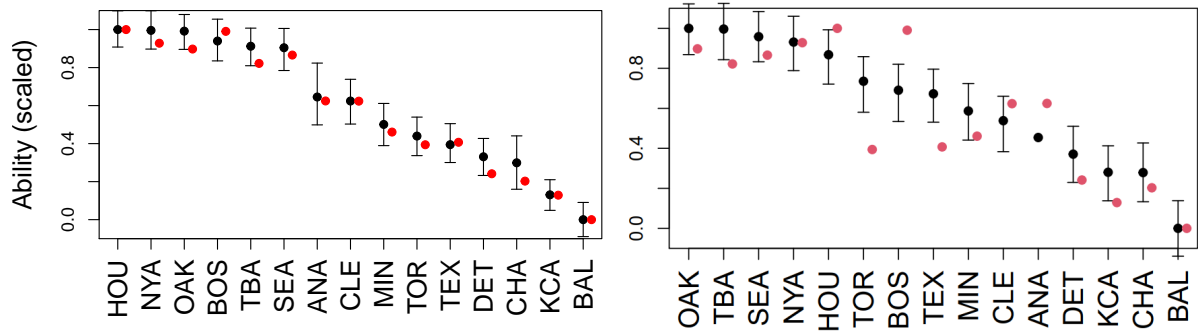 Ability (scaled)
0.8
0.4
0.0
HOU NYA OAK BOS TBA SEA ANA CLE MIN TOR TEX DET CHA KCA BAL
0.8
0.4
0.0
OAK TBA SEA NYA HOU TOR BOS TEX MIN CLE ANA DET KCA CHA BAL